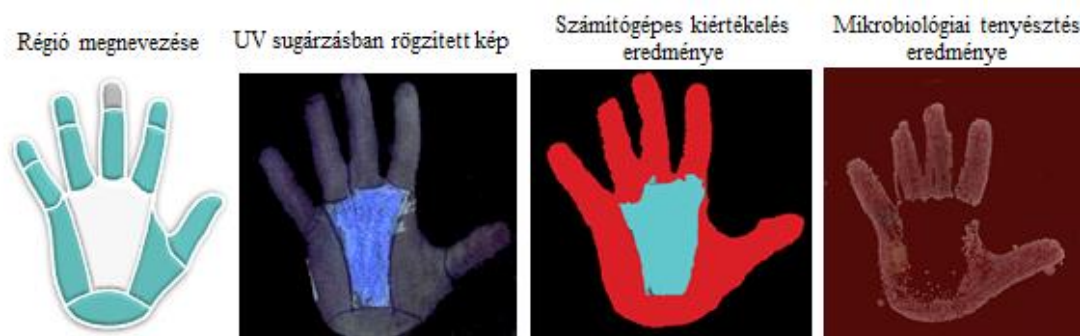 Régió megnevezése
UV sugárzásban rögzített kép
Számítógépes kiértékelés
eredménye
Mikrobiológiai tenyésztés
eredménye